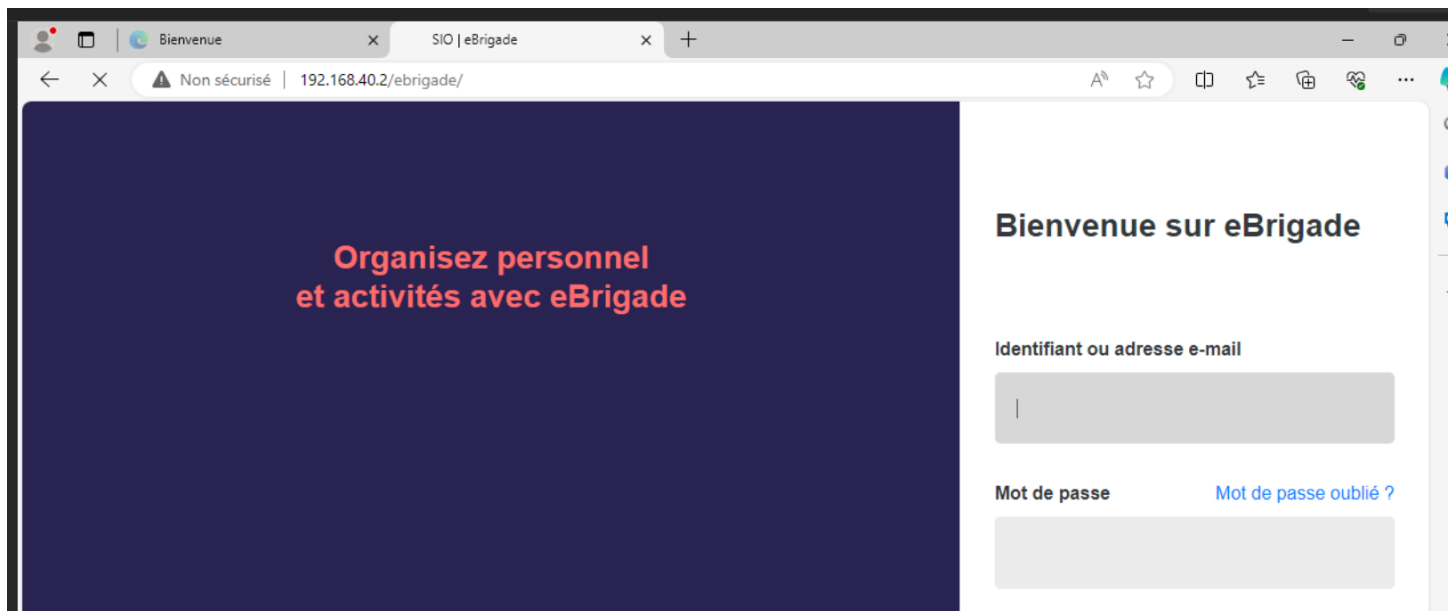 Bienvenue
SIO | eBrigade
Non sécurisé | 192.168.40.2/ebrigade/
Organisez personnel
et activités avec eBrigade
Bienvenue sur eBrigade
Identifiant ou adresse e-mail
Mot de passe Mot de passe oublié ?